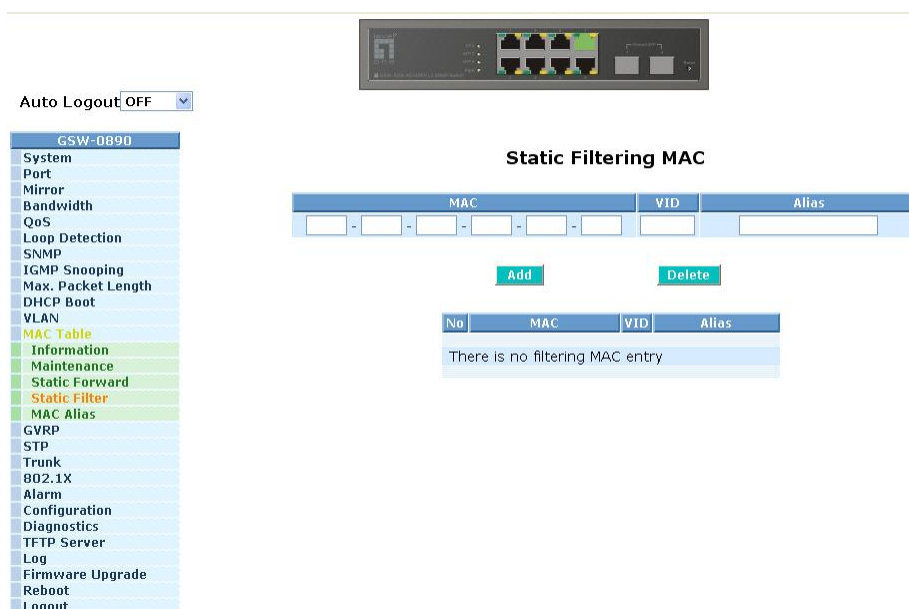 Auto Logout OFF
GSW-0890
System
Port
Mirror
Bandwidth
QoS
Loop Detection
SNMP
IGMP Snooping
Max. Packet Length
DHCP Boot
VLAN
MAC Table
Information
Maintenance
Static Forward
Static Filter
MAC Alias
GVRP
STP
Trunk
802.1X
Alarm
Configuration
Diagnostics
TFTP Server
Log
Firmware Upgrade
Reboot
Logout
Static Filtering MAC
MAC VID Alias
- - - - -
Add Delete
No MAC VID Alias
There is no filtering MAC entry